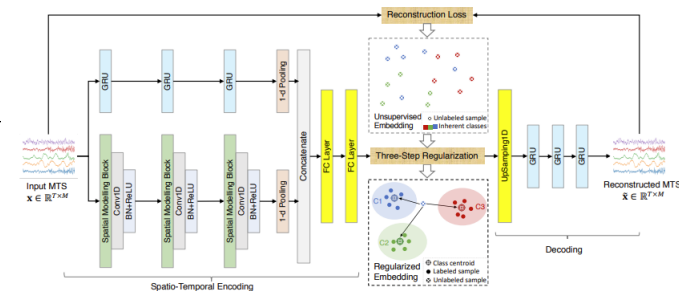 Reconstruction Loss
GRU
GRU
GRU
1-d Pooling
Concatenate
FC Layer
FC Layer
Unsupervised
Embedding
Unlabeled sample
Inherent classes
Three-Step Regularization
UpSampling1D
GRU
GRU
GRU
Input MTS
x ∈ ℝ^{T×M}
Spatial Modelling Block
Conv1D
BN+ReLU
Spatial Modelling Block
Conv1D
BN+ReLU
Spatial Modelling Block
Conv1D
BN+ReLU
1-d Pooling
C1
C2
C3
Regularized
Embedding
Class centroid
Labeled sample
Unlabeled sample
Reconstructed MTS
x̃ ∈ ℝ^{T×M}
Decoding
Spatio-Temporal Encoding